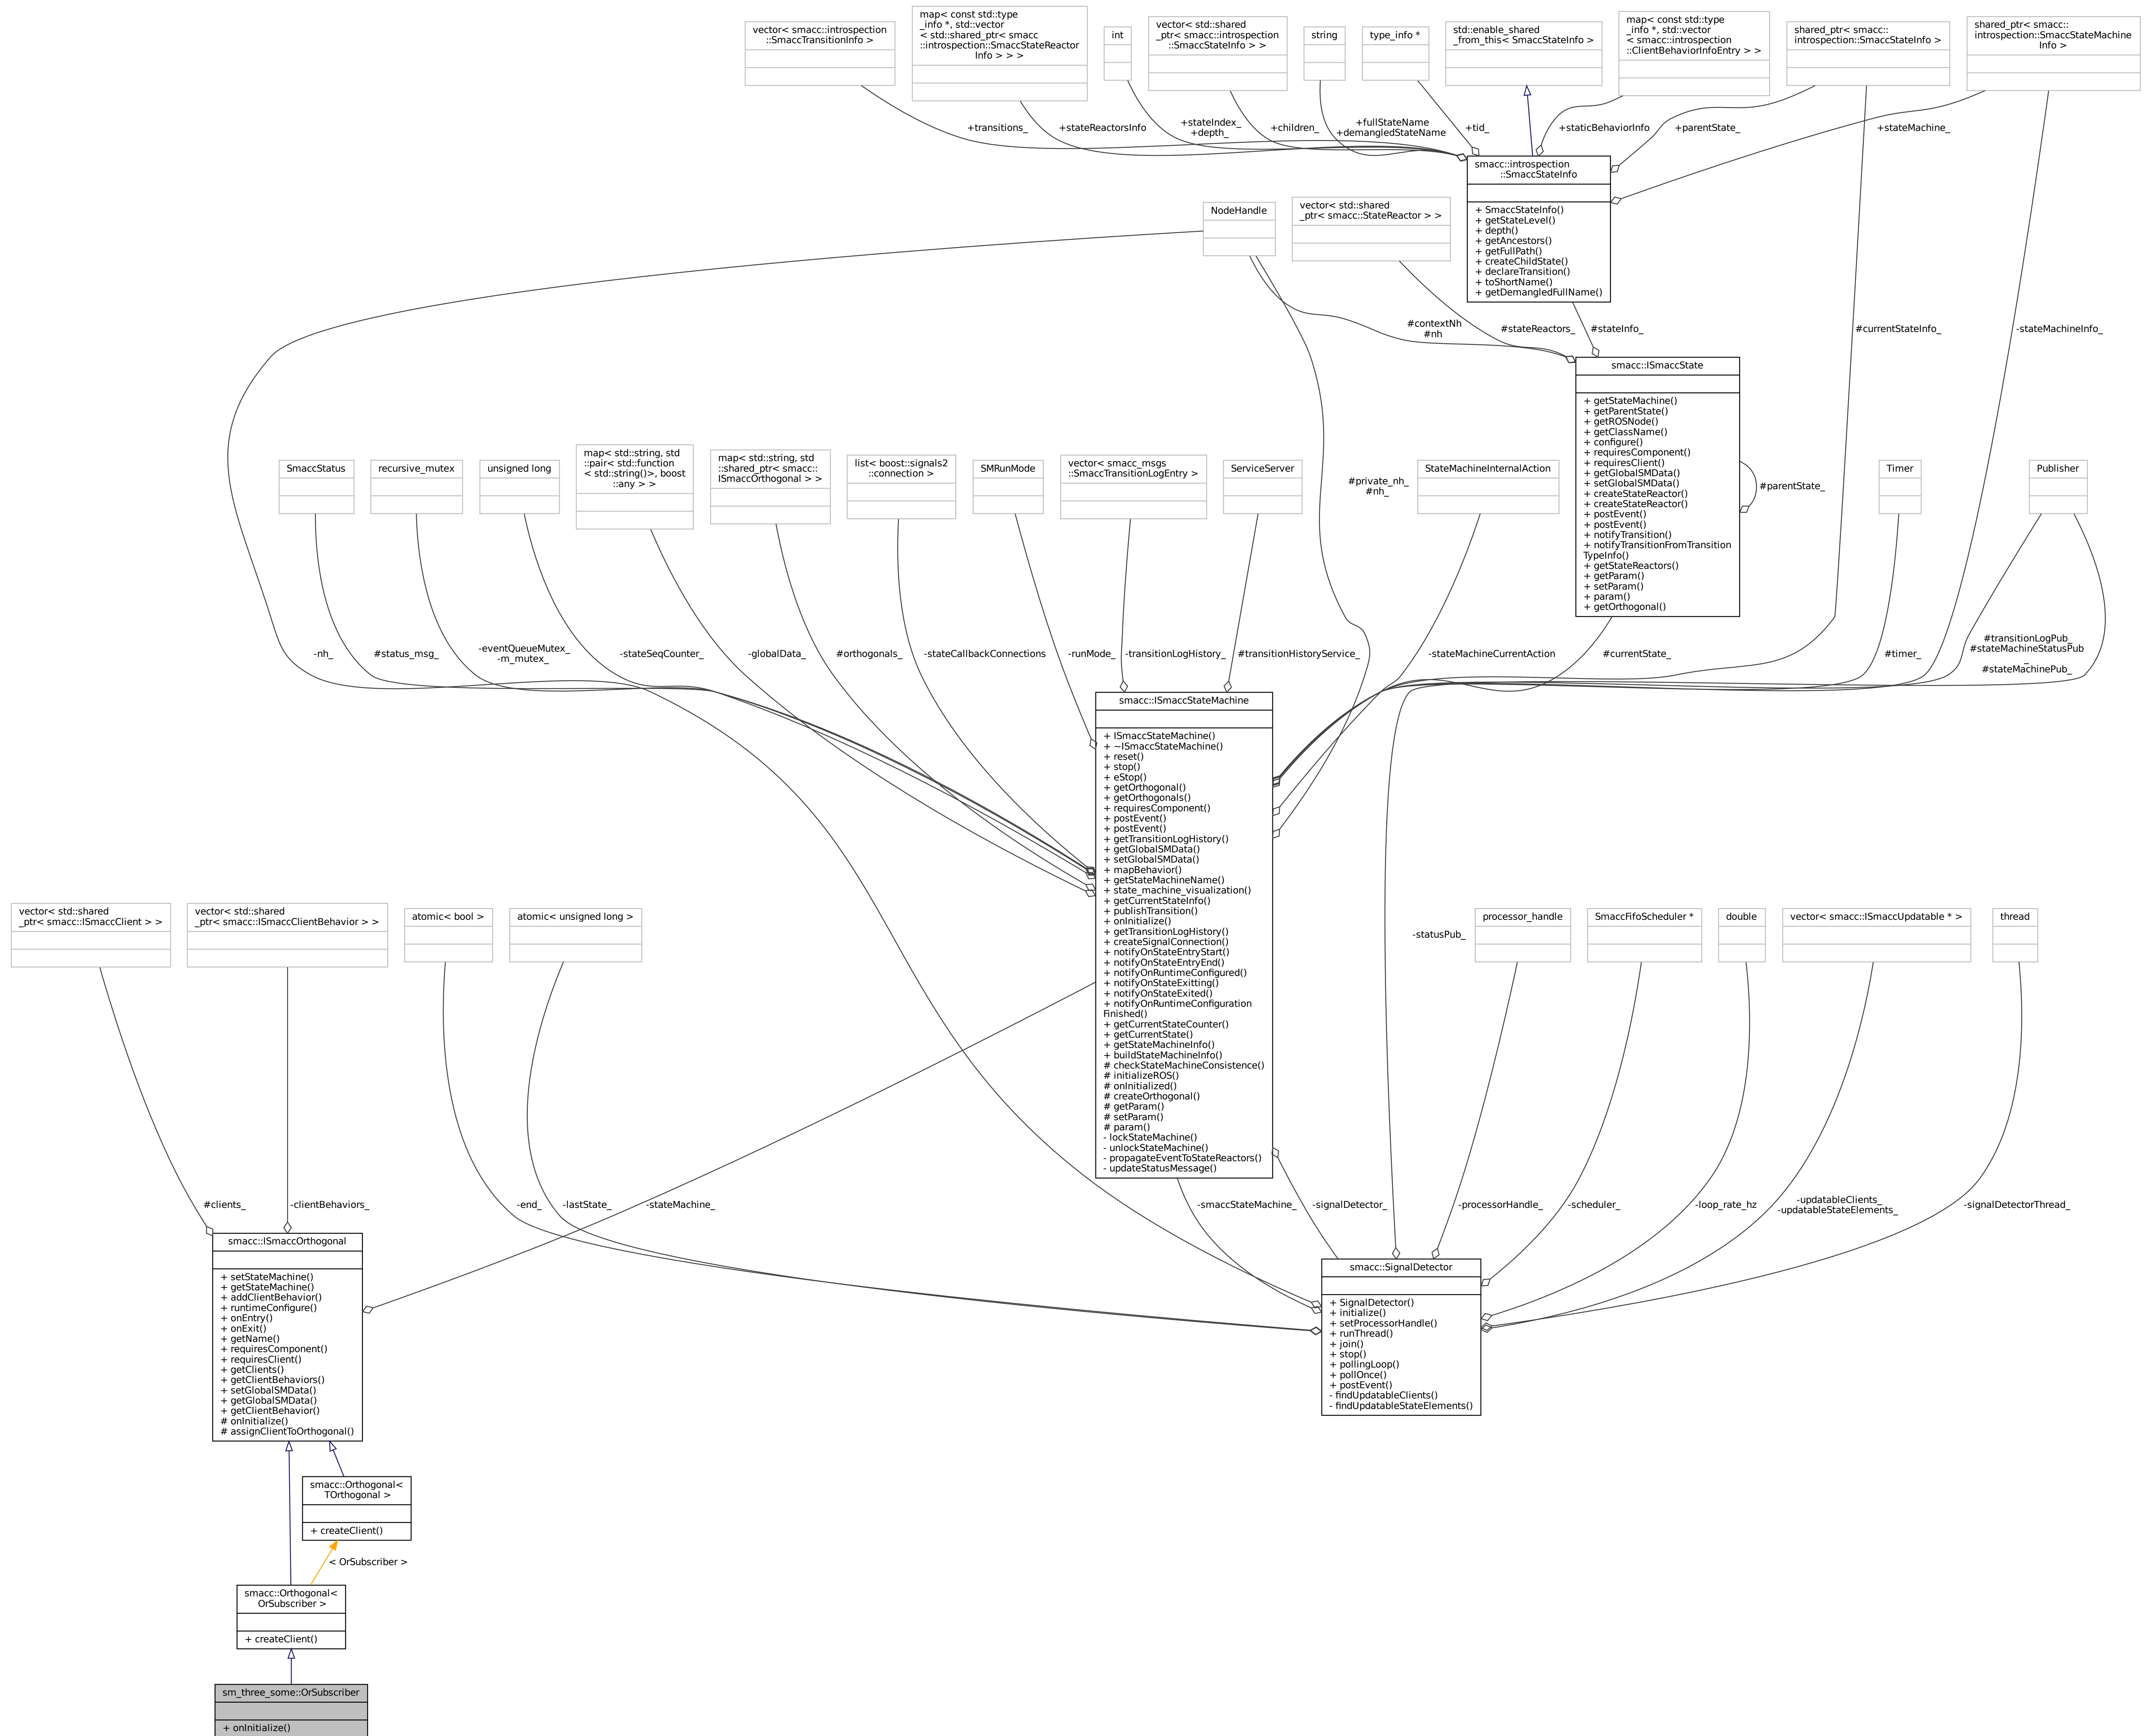 vector< smacc::introspection
::SmaccTransitionInfo >
map< const std::type
_info *, std::vector
< std::shared_ptr< smacc
::introspection::SmaccStateReactor
Info > > >
int
vector< std::shared
_ptr< smacc::introspection
::SmaccStateInfo > >
string
type_info *
std::enable_shared
_from_this< SmaccStateInfo >
map< const std::type
_info *, std::vector
< smacc::introspection
::ClientBehaviorInfoEntry > >
shared_ptr< smacc::
introspection::SmaccStateInfo >
shared_ptr< smacc::
introspection::SmaccStateMachine
Info >
+transitions_
+stateReactorsInfo
+stateIndex_
+depth_
+children_
+fullStateName
+demangledStateName
+tid_
+staticBehaviorInfo
+parentState_
+stateMachine_
smacc::introspection
::SmaccStateInfo
+ SmaccStateInfo()
+ getStateLevel()
+ depth()
+ getAncestors()
+ getFullPath()
+ createChildState()
+ declareTransition()
+ toShortName()
+ getDemangledFullName()
NodeHandle
vector< std::shared
_ptr< smacc::StateReactor > >
#contextNh
#nh
#stateReactors_
#stateInfo_
#currentStateInfo_
-stateMachineInfo_
smacc::ISmaccState
+ getStateMachine()
+ getParentState()
+ getROSNode()
+ getClassName()
+ configure()
+ requiresComponent()
+ requiresClient()
+ getGlobalSMData()
+ setGlobalSMData()
+ createStateReactor()
+ createStateReactor()
+ postEvent()
+ postEvent()
+ notifyTransition()
+ notifyTransitionFromTransition
TypeInfo()
+ getStateReactors()
+ getParam()
+ setParam()
+ param()
+ getOrthogonal()
#parentState_
SmaccStatus
recursive_mutex
unsigned long
map< std::string, std
::pair< std::function
< std::string()>, boost
::any > >
map< std::string, std
::shared_ptr< smacc::
ISmaccOrthogonal > >
list< boost::signals2
::connection >
SMRunMode
vector< smacc_msgs
::SmaccTransitionLogEntry >
ServiceServer
#private_nh_
#nh_
StateMachineInternalAction
Timer
Publisher
-nh_
#status_msg_
-eventQueueMutex_
-m_mutex_
-stateSeqCounter_
-globalData_
#orthogonals_
-stateCallbackConnections
-runMode_
-transitionLogHistory_
#transitionHistoryService_
-stateMachineCurrentAction
#currentState_
#timer_
#transitionLogPub_
#stateMachineStatusPub
_
#stateMachinePub_
smacc::ISmaccStateMachine
+ ISmaccStateMachine()
+ ~ISmaccStateMachine()
+ reset()
+ stop()
+ eStop()
+ getOrthogonal()
+ getOrthogonals()
+ requiresComponent()
+ postEvent()
+ postEvent()
+ getTransitionLogHistory()
+ getGlobalSMData()
+ setGlobalSMData()
+ mapBehavior()
+ getStateMachineName()
+ state_machine_visualization()
+ getCurrentStateInfo()
+ publishTransition()
+ onInitialize()
+ getTransitionLogHistory()
+ createSignalConnection()
+ notifyOnStateEntryStart()
+ notifyOnStateEntryEnd()
+ notifyOnRuntimeConfigured()
+ notifyOnStateExitting()
+ notifyOnStateExited()
+ notifyOnRuntimeConfiguration
Finished()
+ getCurrentStateCounter()
+ getCurrentState()
+ getStateMachineInfo()
+ buildStateMachineInfo()
# checkStateMachineConsistence()
# initializeROS()
# onInitialized()
# createOrthogonal()
# getParam()
# setParam()
# param()
- lockStateMachine()
- unlockStateMachine()
- propagateEventToStateReactors()
- updateStatusMessage()
vector< std::shared
_ptr< smacc::ISmaccClient > >
vector< std::shared
_ptr< smacc::ISmaccClientBehavior > >
atomic< bool >
atomic< unsigned long >
-statusPub_
processor_handle
SmaccFifoScheduler *
double
vector< smacc::ISmaccUpdatable * >
thread
#clients_
-clientBehaviors_
-end_
-lastState_
-stateMachine_
-smaccStateMachine_
-signalDetector_
-processorHandle_
-scheduler_
-loop_rate_hz
-updatableClients_
-updatableStateElements_
-signalDetectorThread_
smacc::ISmaccOrthogonal
+ setStateMachine()
+ getStateMachine()
+ addClientBehavior()
+ runtimeConfigure()
+ onEntry()
+ onExit()
+ getName()
+ requiresComponent()
+ requiresClient()
+ getClients()
+ getClientBehaviors()
+ setGlobalSMData()
+ getGlobalSMData()
+ getClientBehavior()
# onInitialize()
# assignClientToOrthogonal()
smacc::SignalDetector
+ SignalDetector()
+ initialize()
+ setProcessorHandle()
+ runThread()
+ join()
+ stop()
+ pollingLoop()
+ pollOnce()
+ postEvent()
- findUpdatableClients()
- findUpdatableStateElements()
smacc::Orthogonal<
TOrthogonal >
+ createClient()
< OrSubscriber >
smacc::Orthogonal<
OrSubscriber >
+ createClient()
sm_three_some::OrSubscriber
+ onInitialize()